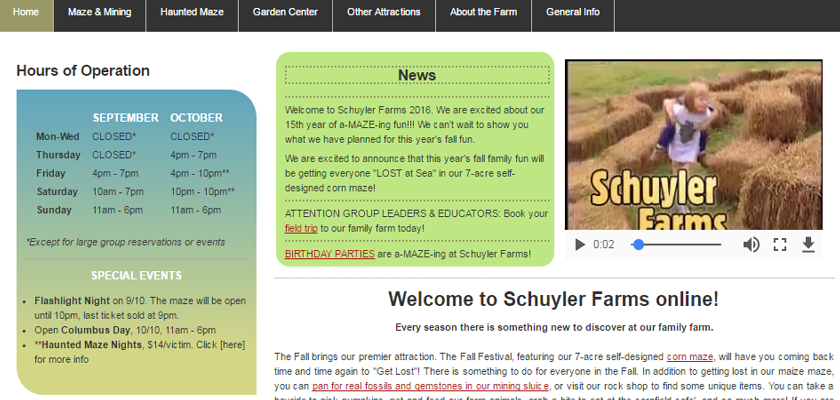 Home
Maze & Mining
Haunted Maze
Garden Center
Other Attractions
About the Farm
General Info
Hours of Operation
SEPTEMBER OCTOBER
Mon-Wed CLOSED* CLOSED*
Thursday CLOSED* 4pm - 7pm
Friday 4pm - 7pm 4pm - 10pm**
Saturday 10am - 7pm 10pm - 10pm**
Sunday 11am - 6pm 11am - 6pm
*Except for large group reservations or events
SPECIAL EVENTS
Flashlight Night on 9/10. The maze will be open
until 10pm, last ticket sold at 9pm.
Open Columbus Day, 10/10, 11am - 6pm
**Haunted Maze Nights, $14/victim. Click [here]
for more info
News
Welcome to Schuyler Farms 2016. We are excited about our
15th year of a-MAZE-ing fun!!! We can't wait to show you
what we have planned for this year's fall fun.
We are excited to announce that this year's fall family fun will
be getting everyone "LOST at Sea" in our 7-acre self-
designed corn maze!
ATTENTION GROUP LEADERS & EDUCATORS: Book your
field trip to our family farm today!
BIRTHDAY PARTIES are a-MAZE-ing at Schuyler Farms!
Schuyler
Farms
0:02
Welcome to Schuyler Farms online!
Every season there is something new to discover at our family farm.
The Fall brings our premier attraction. The Fall Festival, featuring our 7-acre self-designed corn maze, will have you coming back
time and time again to "Get Lost"! There is something to do for everyone in the Fall. In addition to getting lost in our maize maze,
you can pan for real fossils and gemstones in our mining sluice, or visit our rock shop to find some unique items. You can take a